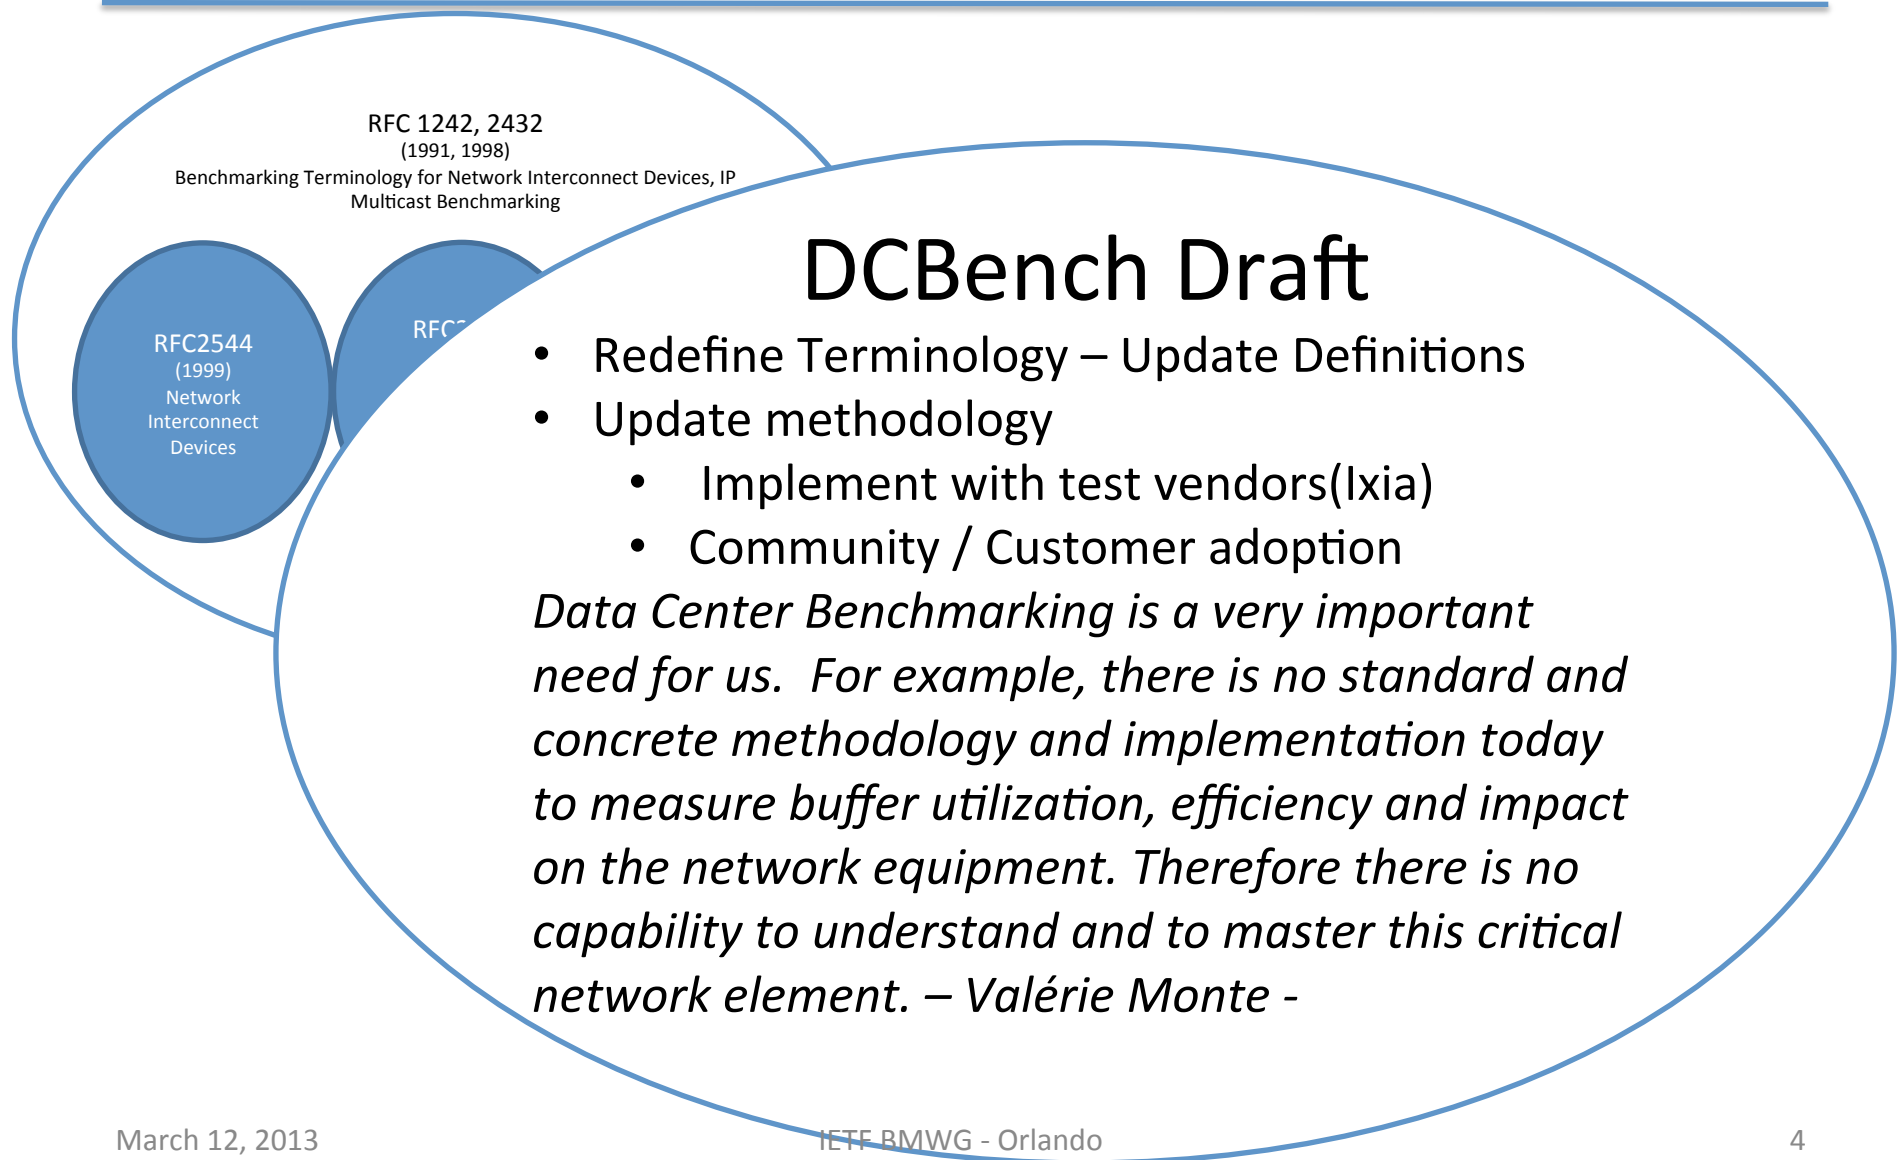 RFC 1242, 2432
(1991, 1998)
Benchmarking Terminology for Network Interconnect Devices, IP
Multicast Benchmarking
RFC2544
(1999)
Network
Interconnect
Devices
DCBench Draft
• Redefine Terminology – Update Definitions
• Update methodology
• Implement with test vendors(Ixia)
• Community / Customer adoption
Data Center Benchmarking is a very important
need for us. For example, there is no standard and
concrete methodology and implementation today
to measure buffer utilization, efficiency and impact
on the network equipment. Therefore there is no
capability to understand and to master this critical
network element. – Valérie Monte -
March 12, 2013
IETF BMWG - Orlando
4